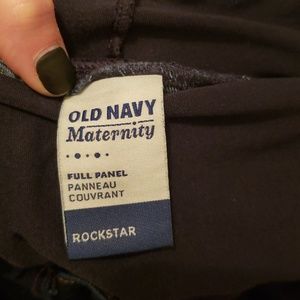 OLD NAVY
Maternity
FULL PANEL
PANNEAU
COUVRANT
ROCKSTAR